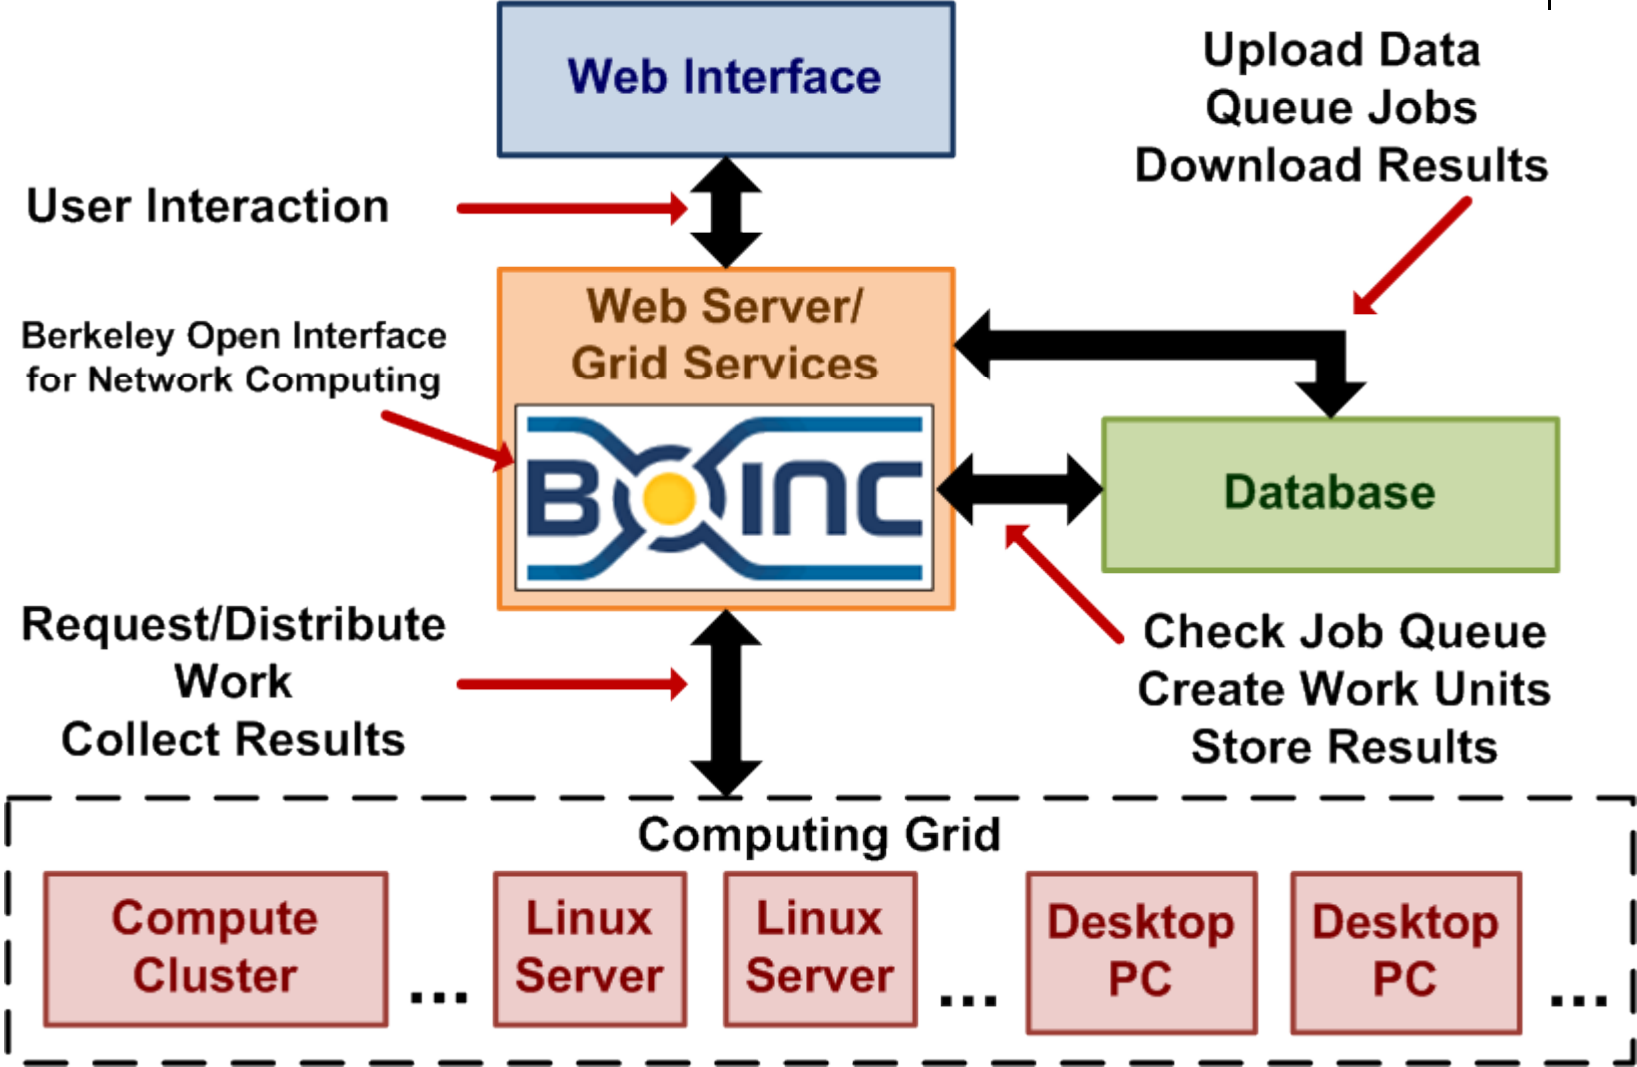 Web Interface
Upload Data
Queue Jobs
Download Results
User Interaction
Web Server/
Grid Services
Berkeley Open Interface
for Network Computing
BOINC
Database
Request/Distribute
Work
Collect Results
Check Job Queue
Create Work Units
Store Results
Computing Grid
Compute
Cluster
...
Linux
Server
Linux
Server
...
Desktop
PC
Desktop
PC
...